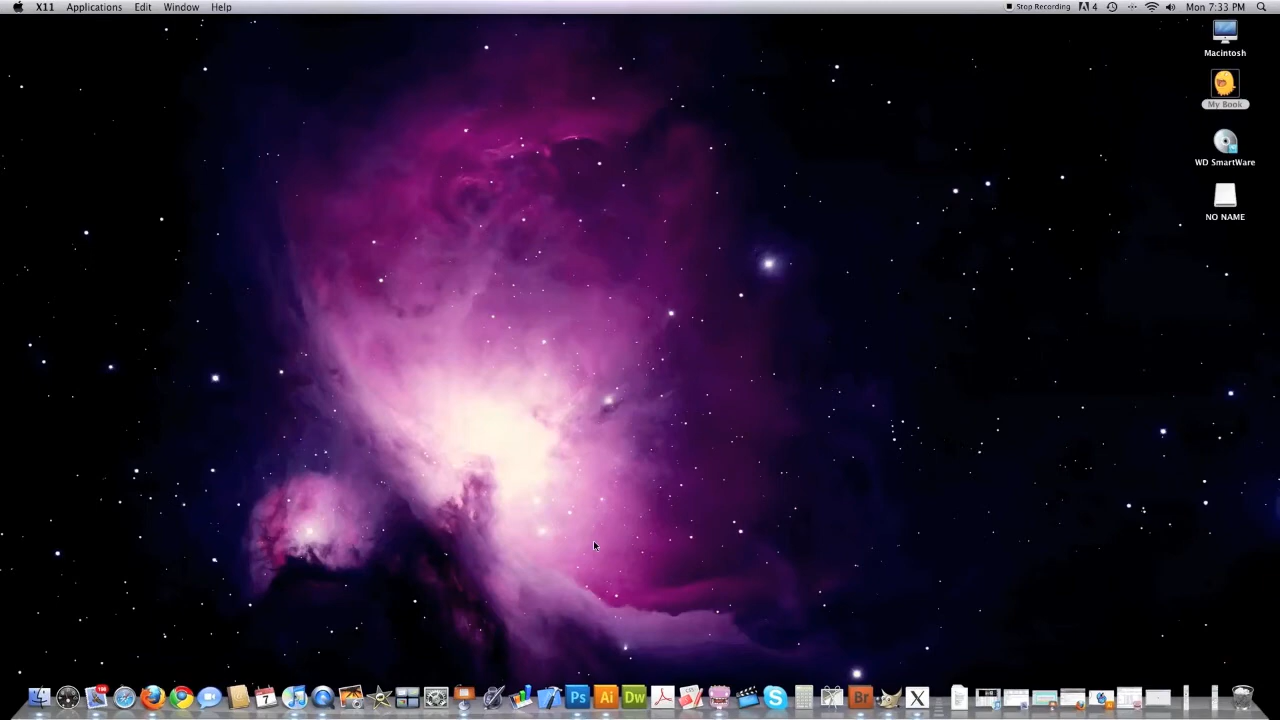 X11 Applications Edit Window Help Stop Recording 4 Mon 7:33 PM
Macintosh
My Book
WD SmartWare
NO NAME
7 Ps Ai Dw Br X